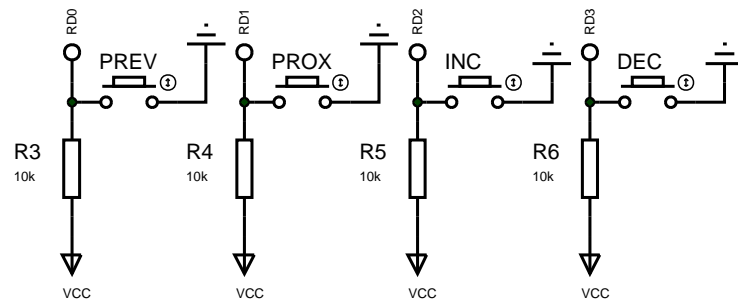 RD0 RD1 RD2 RD3
PREV PROX INC DEC
R3 R4 R5 R6
10k 10k 10k 10k
VCC VCC VCC VCC